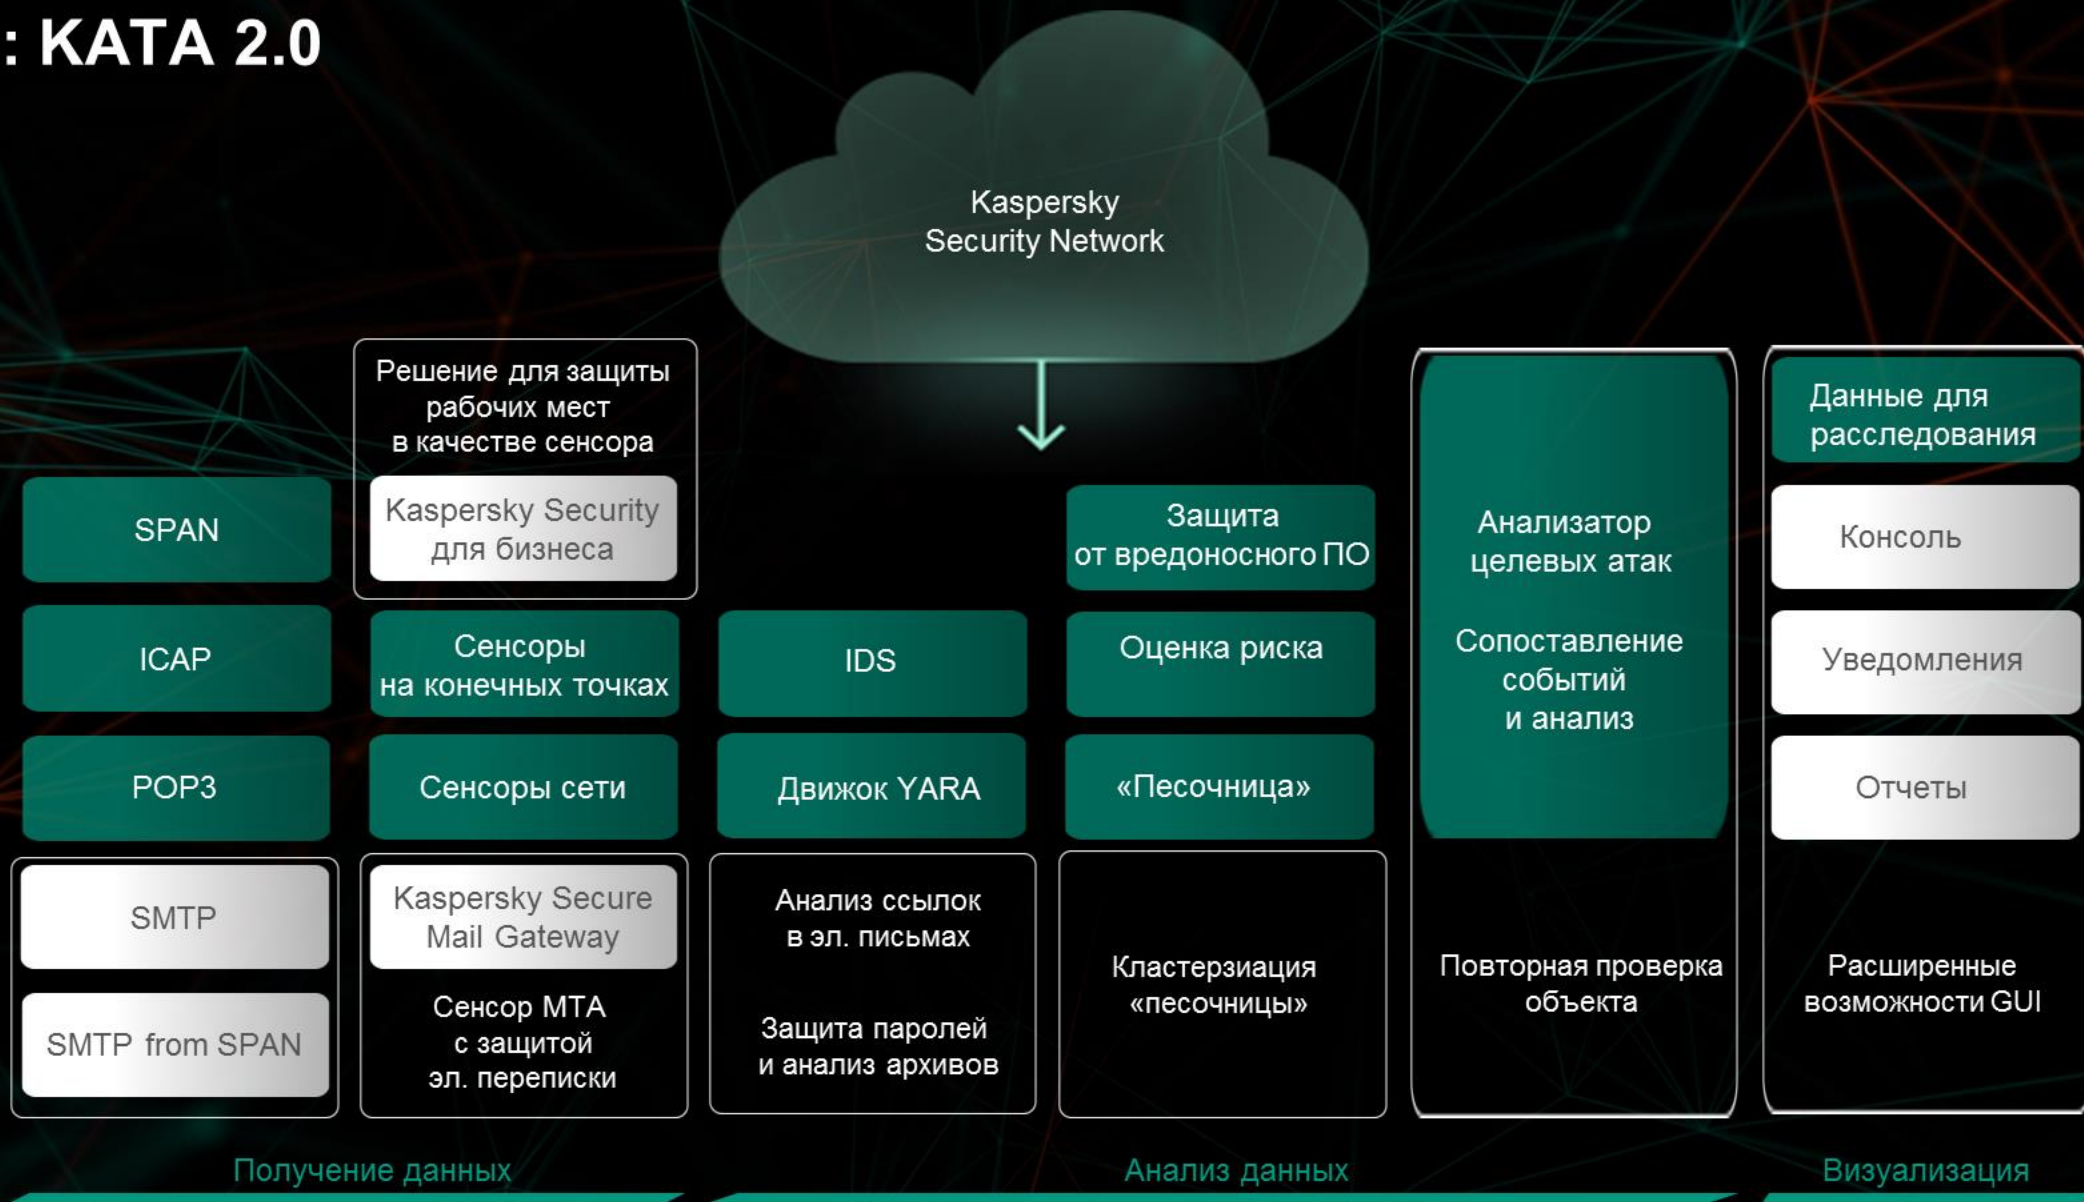 : KATA 2.0
Kaspersky
Security Network
SPAN
ICAP
POP3
SMTP
SMTP from SPAN
Решение для защиты
рабочих мест
в качестве сенсора
Kaspersky Security
для бизнеса
Сенсоры
на конечных точках
Сенсоры сети
Kaspersky Secure
Mail Gateway
Сенсор MTA
с защитой
эл. переписки
IDS
Движок YARA
Анализ ссылок
в эл. письмах
Защита паролей
и анализ архивов
Защита
от вредоносного ПО
Оценка риска
«Песочница»
Кластерзиация
«песочницы»
Анализатор
целевых атак
Сопоставление
событий
и анализ
Повторная проверка
объекта
Данные для
расследования
Консоль
Уведомления
Отчеты
Расширенные
возможности GUI
Получение данных
Анализ данных
Визуализация